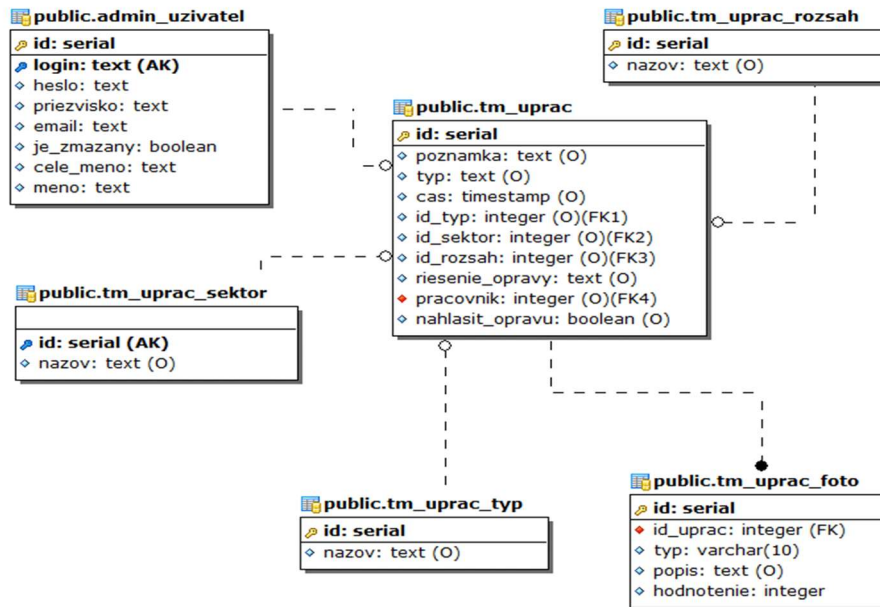 public.admin_uzivatel
id: serial
login: text (AK)
heslo: text
priezvisko: text
email: text
je_zmazany: boolean
cele_meno: text
meno: text
public.tm_uprac_rozsah
id: serial
nazov: text (O)
public.tm_uprac
id: serial
poznamka: text (O)
typ: text (O)
cas: timestamp (O)
id_typ: integer (O)(FK1)
id_sektor: integer (O)(FK2)
id_rozsah: integer (O)(FK3)
riesenie_opravy: text (O)
pracovnik: integer (O)(FK4)
nahlasit_opravu: boolean (O)
public.tm_uprac_sektor
id: serial (AK)
nazov: text (O)
public.tm_uprac_typ
id: serial
nazov: text (O)
public.tm_uprac_foto
id: serial
id_uprac: integer (FK)
typ: varchar(10)
popis: text (O)
hodnotenie: integer